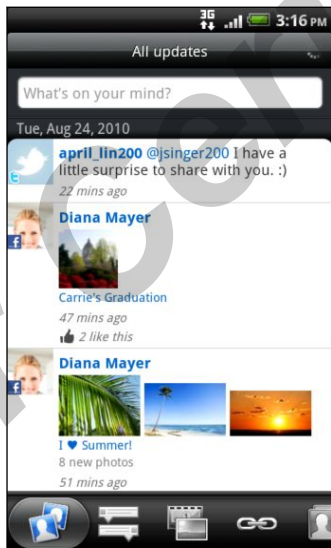 3G 3:16 PM
All updates
What's on your mind?
Tue, Aug 24, 2010
april_lin200 @jsinger200 I have a
little surprise to share with you. :)
22 mins ago
Diana Mayer
Carrie's Graduation
47 mins ago
2 like this
Diana Mayer
I ♥ Summer!
8 new photos
51 mins ago